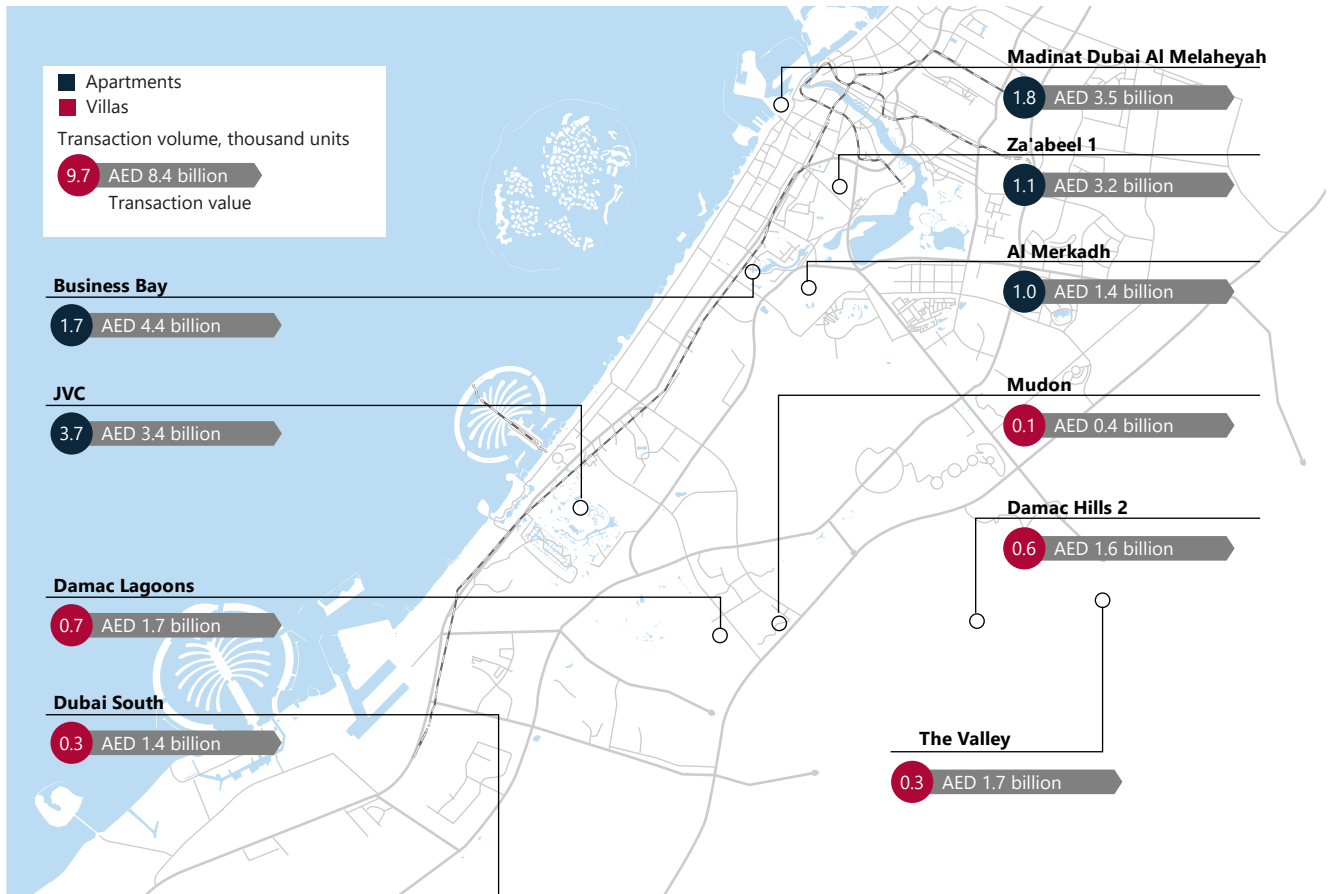 Apartments
Villas
Transaction volume, thousand units
9.7 AED 8.4 billion
Transaction value
Madinat Dubai Al Melaheyah
1.8 AED 3.5 billion
Za'abeel 1
1.1 AED 3.2 billion
Al Merkadh
1.0 AED 1.4 billion
Business Bay
1.7 AED 4.4 billion
JVC
3.7 AED 3.4 billion
Mudon
0.1 AED 0.4 billion
Damac Hills 2
0.6 AED 1.6 billion
Damac Lagoons
0.7 AED 1.7 billion
Dubai South
0.3 AED 1.4 billion
The Valley
0.3 AED 1.7 billion